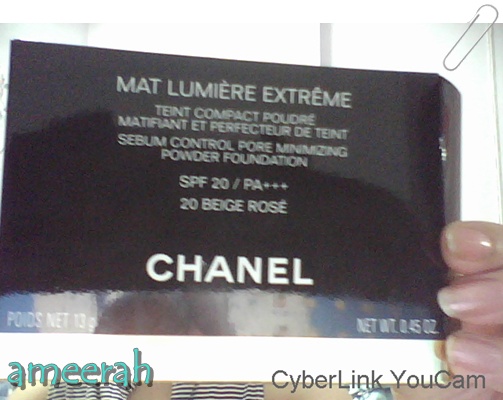 MAT LUMIÈRE EXTRÊME
TEINT COMPACT POUDRÉ
MATIFIANT ET PERFECTEUR DE TEINT
SEBUM CONTROL PORE MINIMIZING
POWDER FOUNDATION
SPF 20 / PA+++
20 BEIGE ROSÉ
CHANEL
POIDS NET 13 g
NET WT. 0.45 OZ.
ameerah
CyberLink YouCam